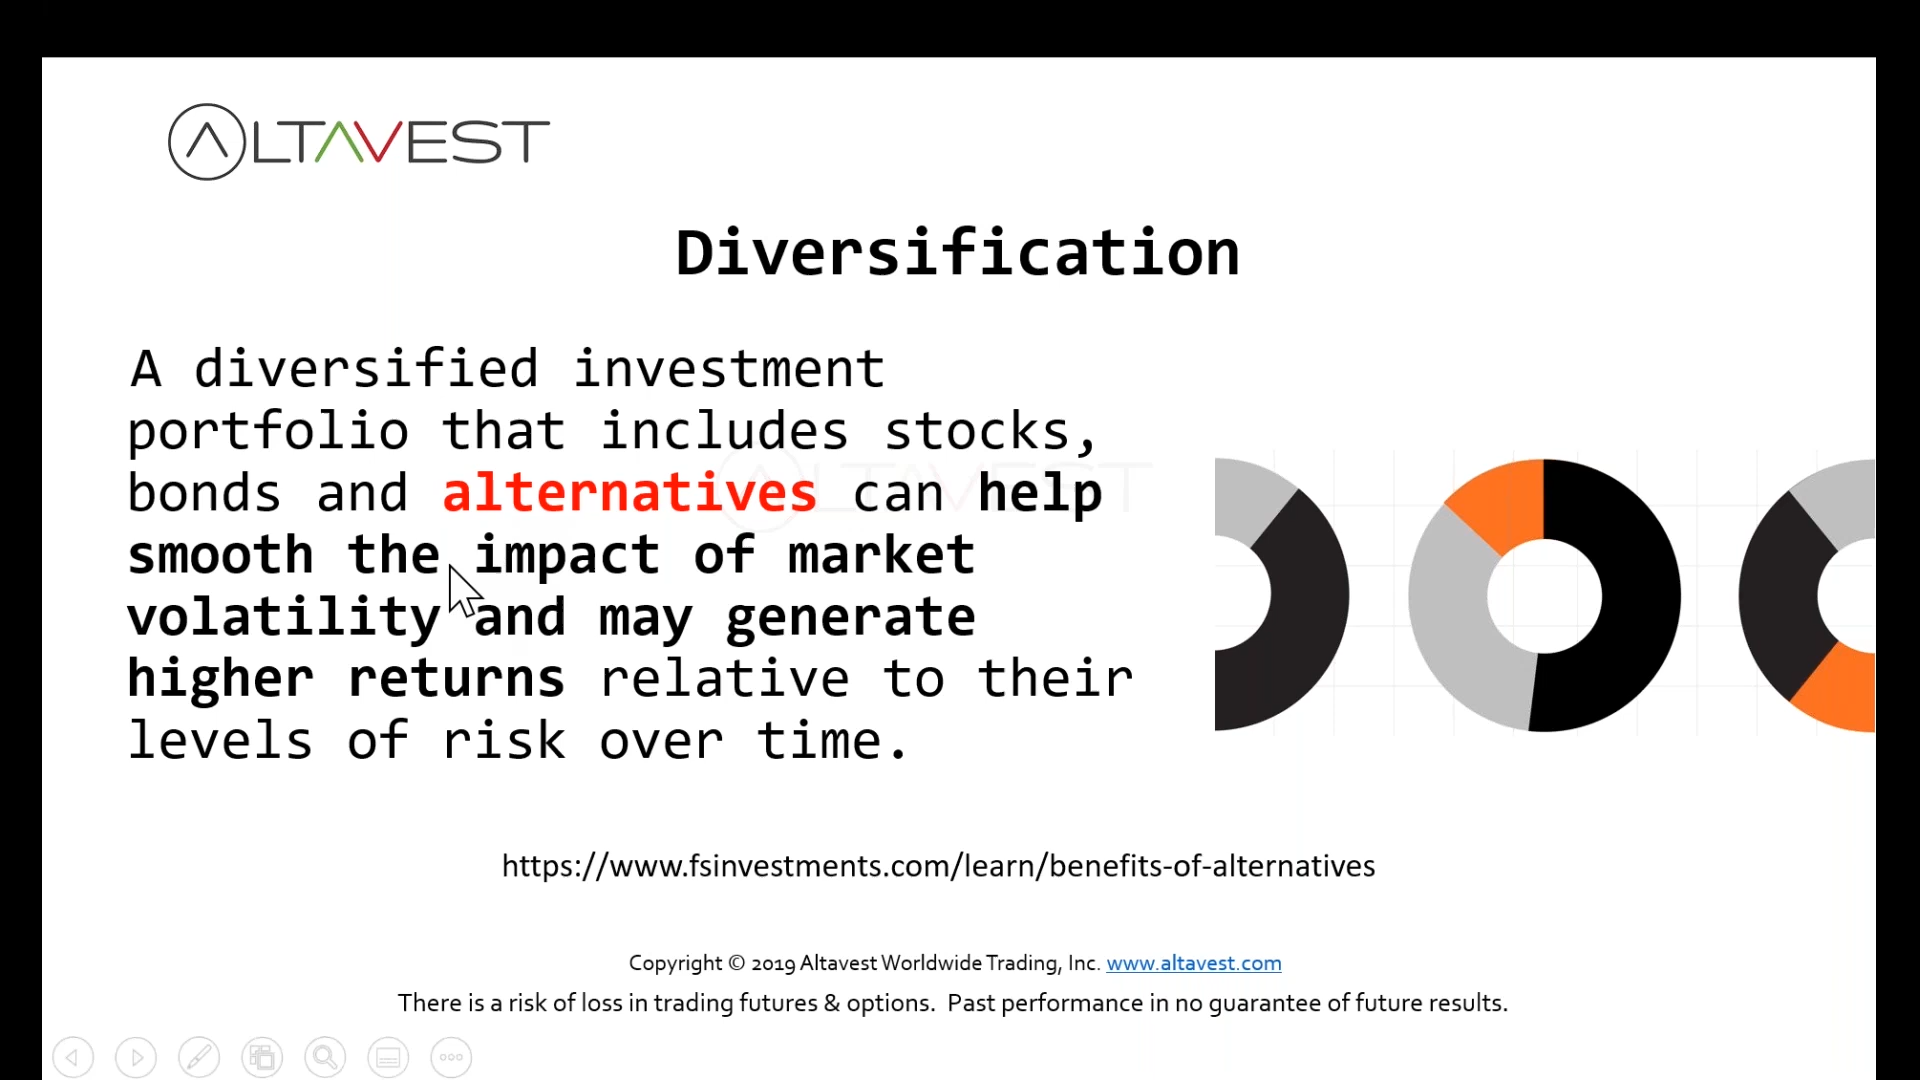 ALTAVEST
Diversification
A diversified investment
portfolio that includes stocks,
bonds and alternatives can help
smooth the impact of market
volatility and may generate
higher returns relative to their
levels of risk over time.
https://www.fsinvestments.com/learn/benefits-of-alternatives
Copyright © 2019 Altavest Worldwide Trading, Inc. www.altavest.com
There is a risk of loss in trading futures & options. Past performance in no guarantee of future results.